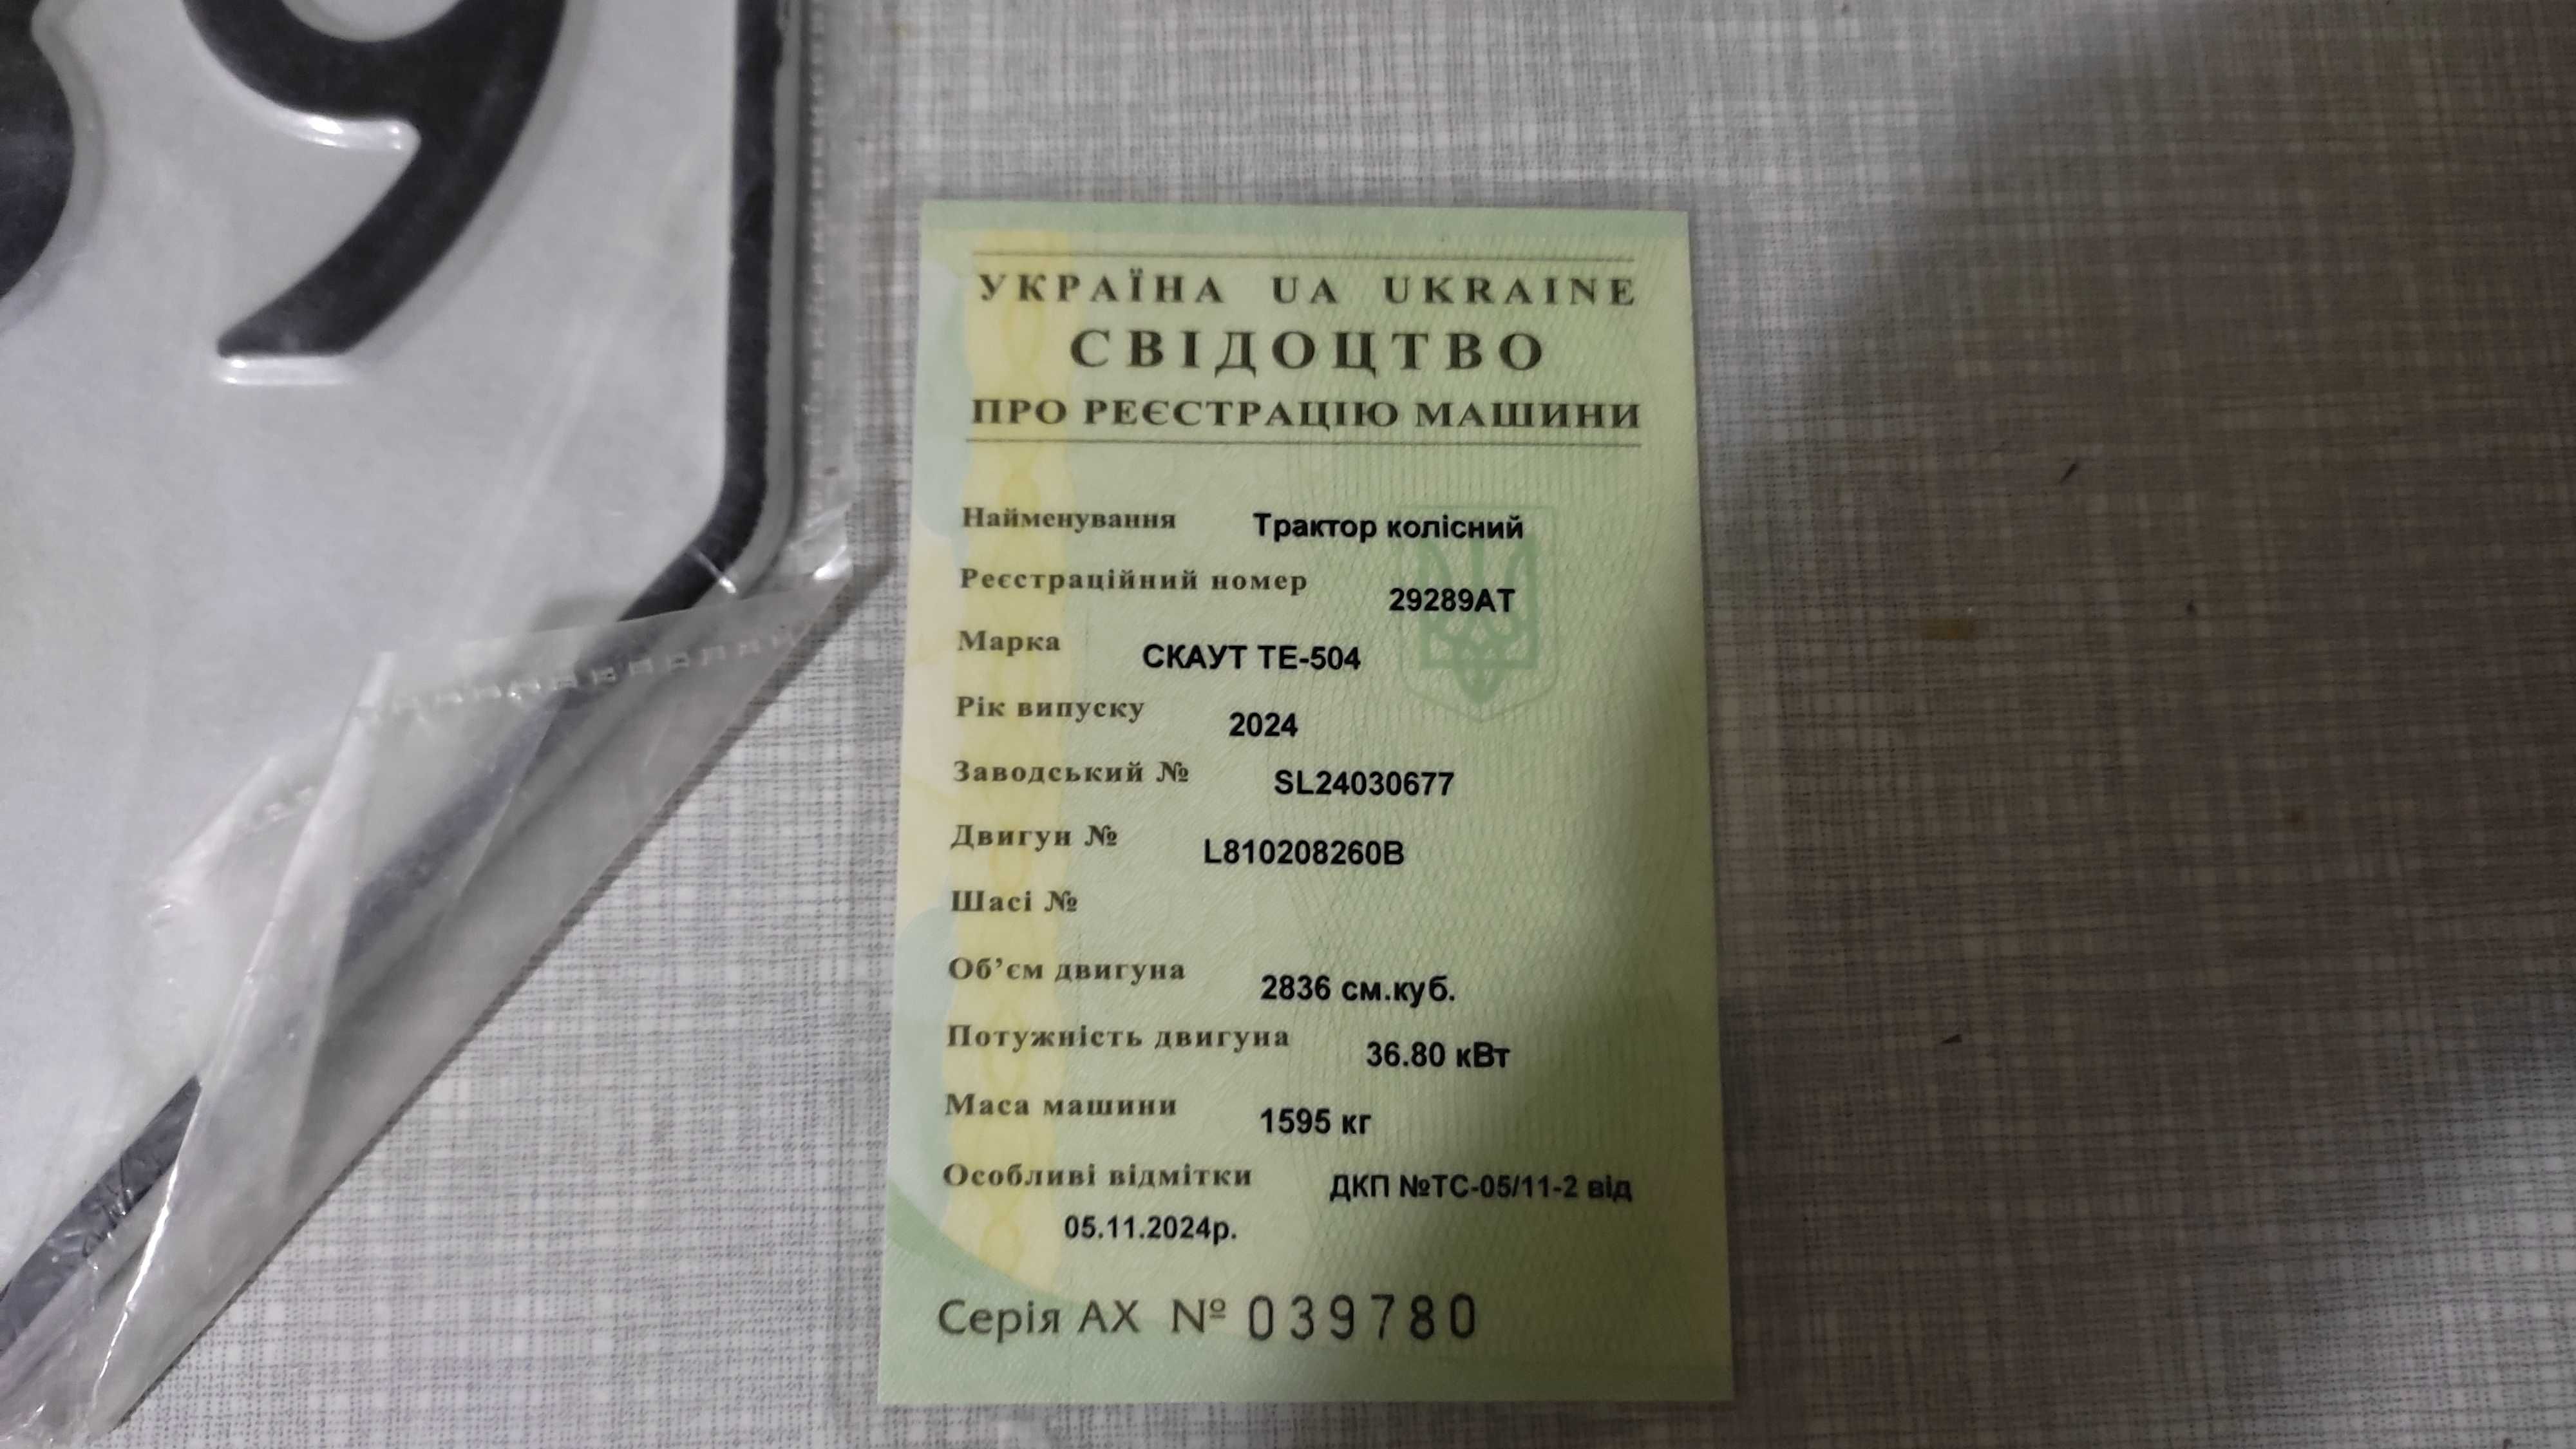 89
УКРАЇНА UA UKRAINE
СВІДОЦТВО
ПРО РЕЄСТРАЦІЮ МАШИНИ
Найменування Трактор колісний
Реєстраційний номер 29289АТ
Марка СКАУТ ТЕ-504
Рік випуску 2024
Заводський № SL24030677
Двигун № L810208260B
Шасі №
Об’єм двигуна 2836 см.куб.
Потужність двигуна 36.80 кВт
Маса машини 1595 кг
Особливі відмітки ДКП №ТС-05/11-2 від
05.11.2024р.
Серія АХ № 039780